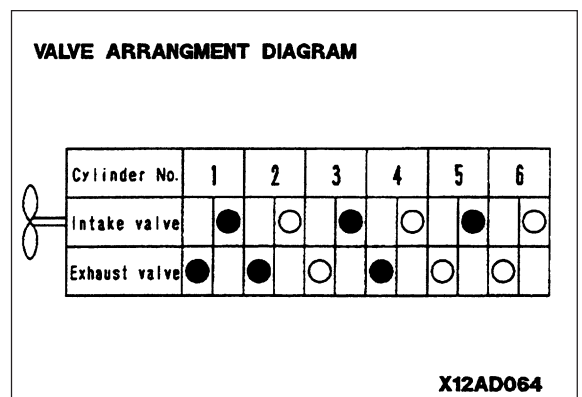 VALVE ARRANGMENT DIAGRAM
Cylinder No. 1 2 3 4 5 6
Intake valve
Exhaust valve
X12AD064